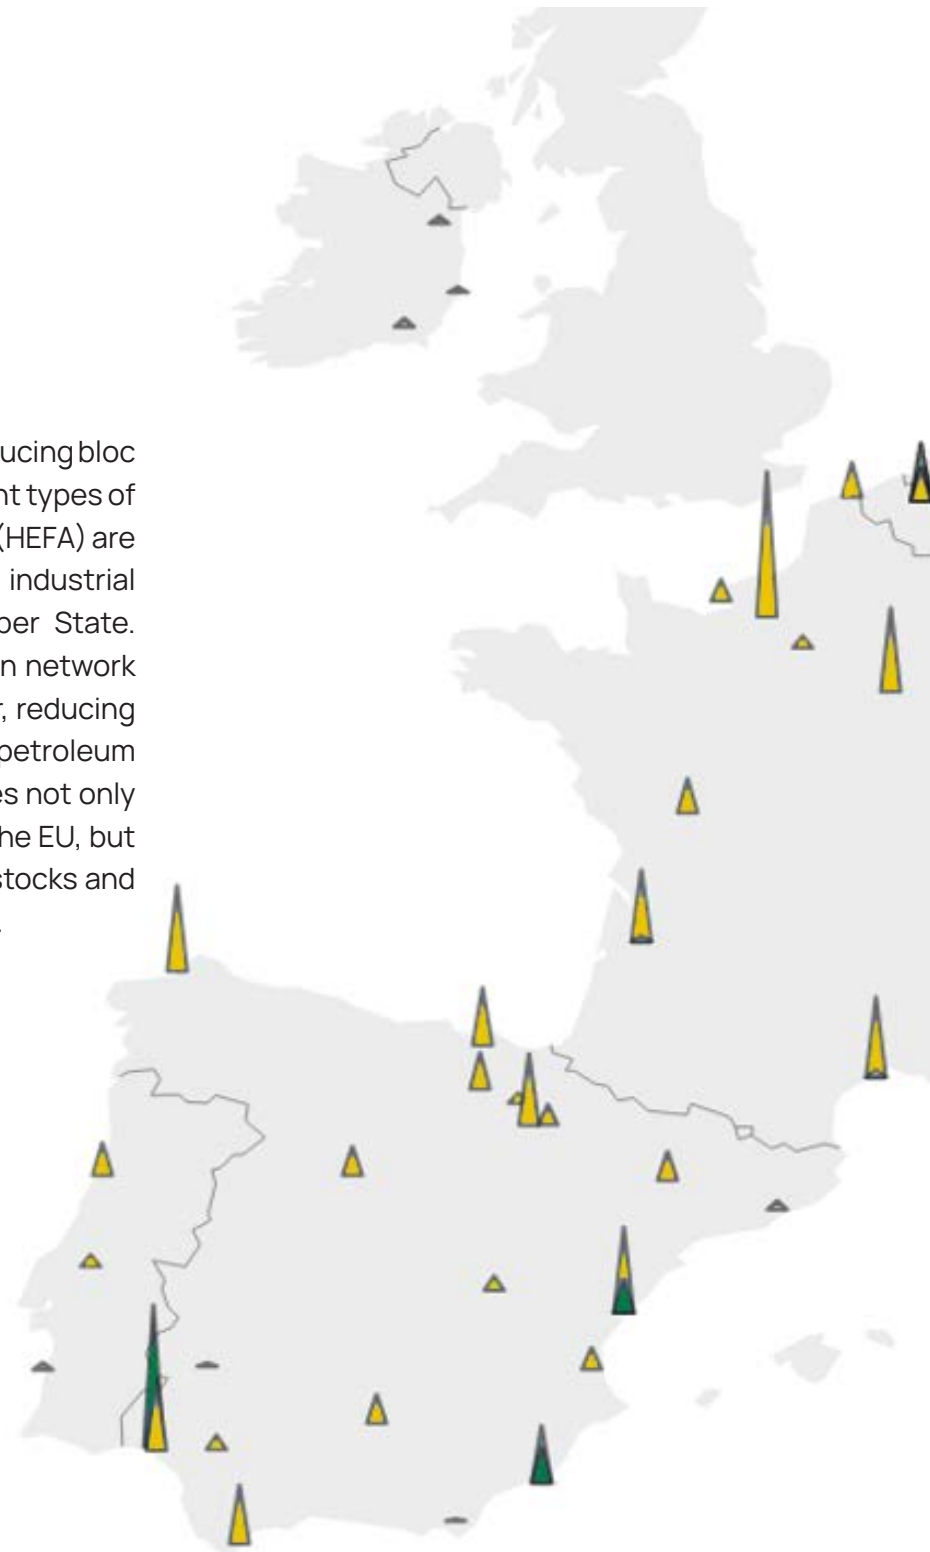 ucing bloc
nt types of
(HEFA) are
industrial
per State.
n network
, reducing
petroleum
es not only
he EU, but
stocks and
.